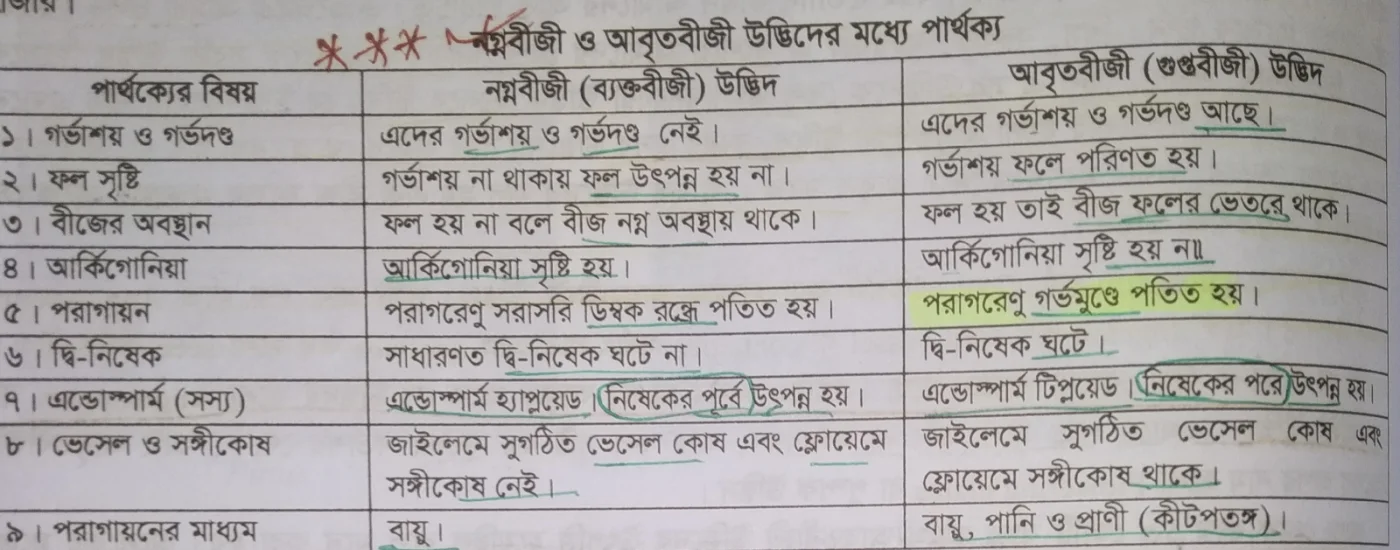 নগ্নবীজী ও আবৃতবীজী উদ্ভিদের মধ্যে পার্থক্য
পার্থক্যের বিষয় নগ্নবীজী (ব্যক্তবীজী) উদ্ভিদ আবৃতবীজী (গুপ্তবীজী) উদ্ভিদ
১। গর্ভাশয় ও গর্ভদণ্ড এদের গর্ভাশয় ও গর্ভদণ্ড নেই। এদের গর্ভাশয় ও গর্ভদণ্ড আছে।
২। ফল সৃষ্টি গর্ভাশয় না থাকায় ফল উৎপন্ন হয় না। গর্ভাশয় ফলে পরিণত হয়।
৩। বীজের অবস্থান ফল হয় না বলে বীজ নগ্ন অবস্থায় থাকে। ফল হয় তাই বীজ ফলের ভেতরে থাকে।
৪। আর্কিগোনিয়া আর্কিগোনিয়া সৃষ্টি হয়। আর্কিগোনিয়া সৃষ্টি হয় না॥
৫। পরাগায়ন পরাগরেণু সরাসরি ডিম্বক রন্ধ্রে পতিত হয়। পরাগরেণু গর্ভমুণ্ডে পতিত হয়।
৬। দ্বি-নিষেক সাধারণত দ্বি-নিষেক ঘটে না। দ্বি-নিষেক ঘটে।
৭। এন্ডোস্পার্ম (সস্য) এন্ডোস্পার্ম হ্যাপ্লয়েড। নিষেকের পূর্বে উৎপন্ন হয়। এন্ডোস্পার্ম টিপ্লয়েড। নিষেকের পরে উৎপন্ন হয়।
৮। ভেসেল ও সঙ্গীকোষ জাইলেমে সুগঠিত ভেসেল কোষ এবং ফ্লোয়েমে জাইলেমে সুগঠিত ভেসেল কোষ এবং
সঙ্গীকোষ নেই। ফ্লোয়েমে সঙ্গীকোষ থাকে।
৯। পরাগায়নের মাধ্যম বায়ু। বায়ু, পানি ও প্রাণী (কীটপতঙ্গ)।